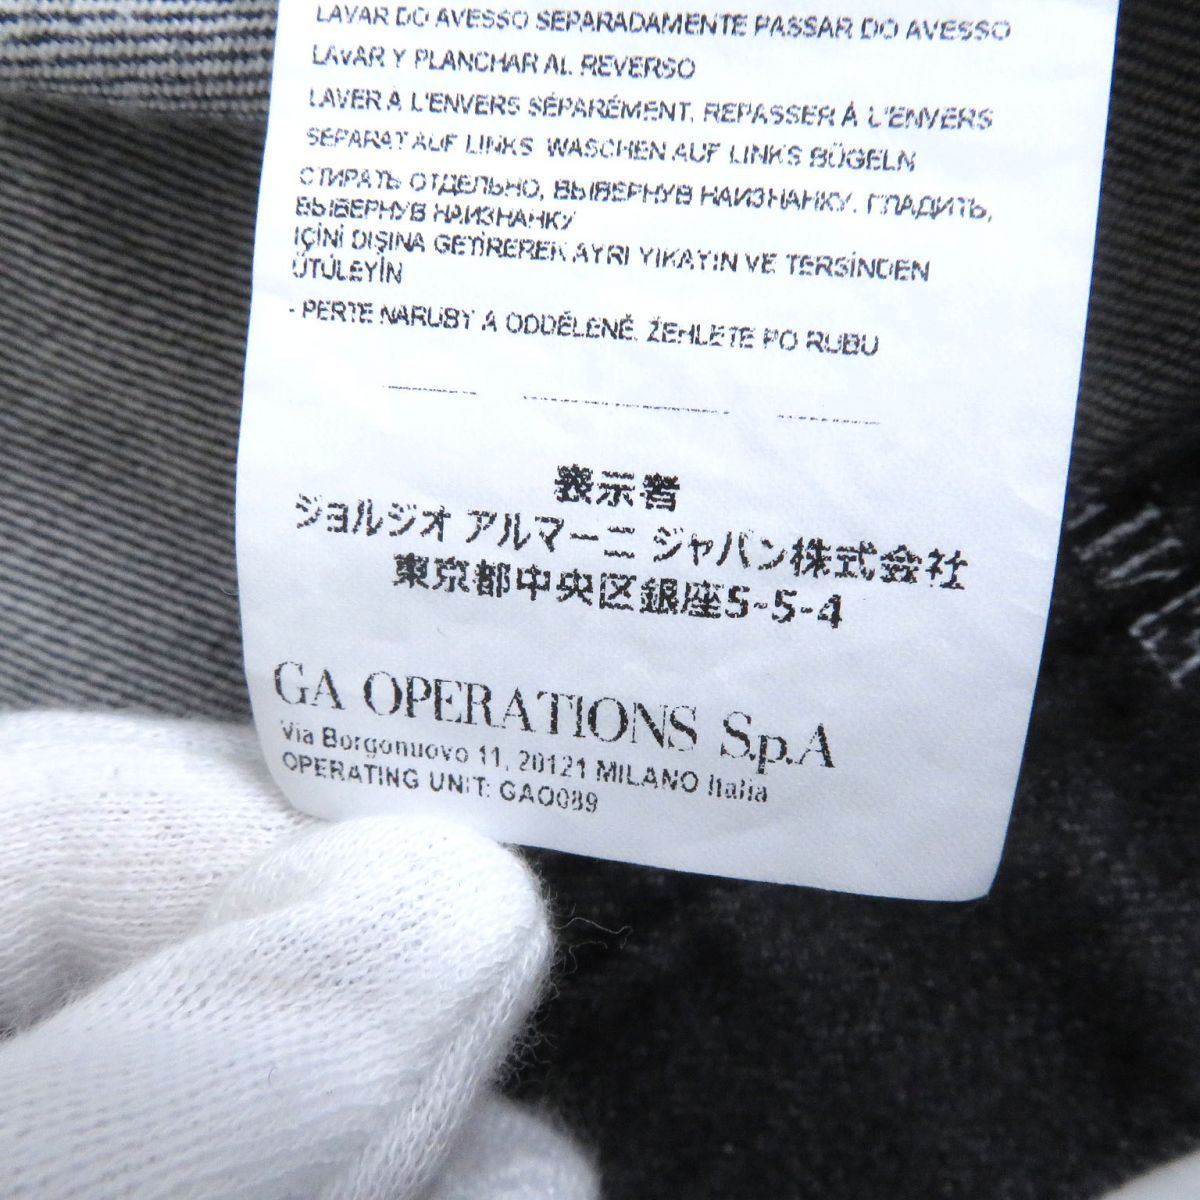 LAVAR DO AVESSO SEPARADAMENTE PASSAR DO AVESSO
LAVAR Y PLANCHAR AL REVERSO
LAVER À L'ENVERS SÉPARÉMENT. REPASSER À L'ENVERS
SEPARAT AUF LINKS WASCHEN AUF LINKS BÜGELN
СТИРАТЬ ОТДЕЛЬНО, ВЫВЕРНУВ НАИЗНАНКУ. ГЛАДИТЬ,
ВЫВЕРНУВ НАИЗНАНКУ
IÇINI DIŞINA GETİREREK AYRI YIKAYIN VE TERSİNDEN
ÜTÜLEYİN
- PERTE NARUBY A ODDĚLENĚ. ŽEHLETE PO RUBU
表示者
ジョルジオ アルマーニ ジャパン株式会社
東京都中央区銀座5-5-4
GA OPERATIONS S.p.A
Via Borgonuovo 11, 20121 MILANO Italia
OPERATING UNIT: GAO089